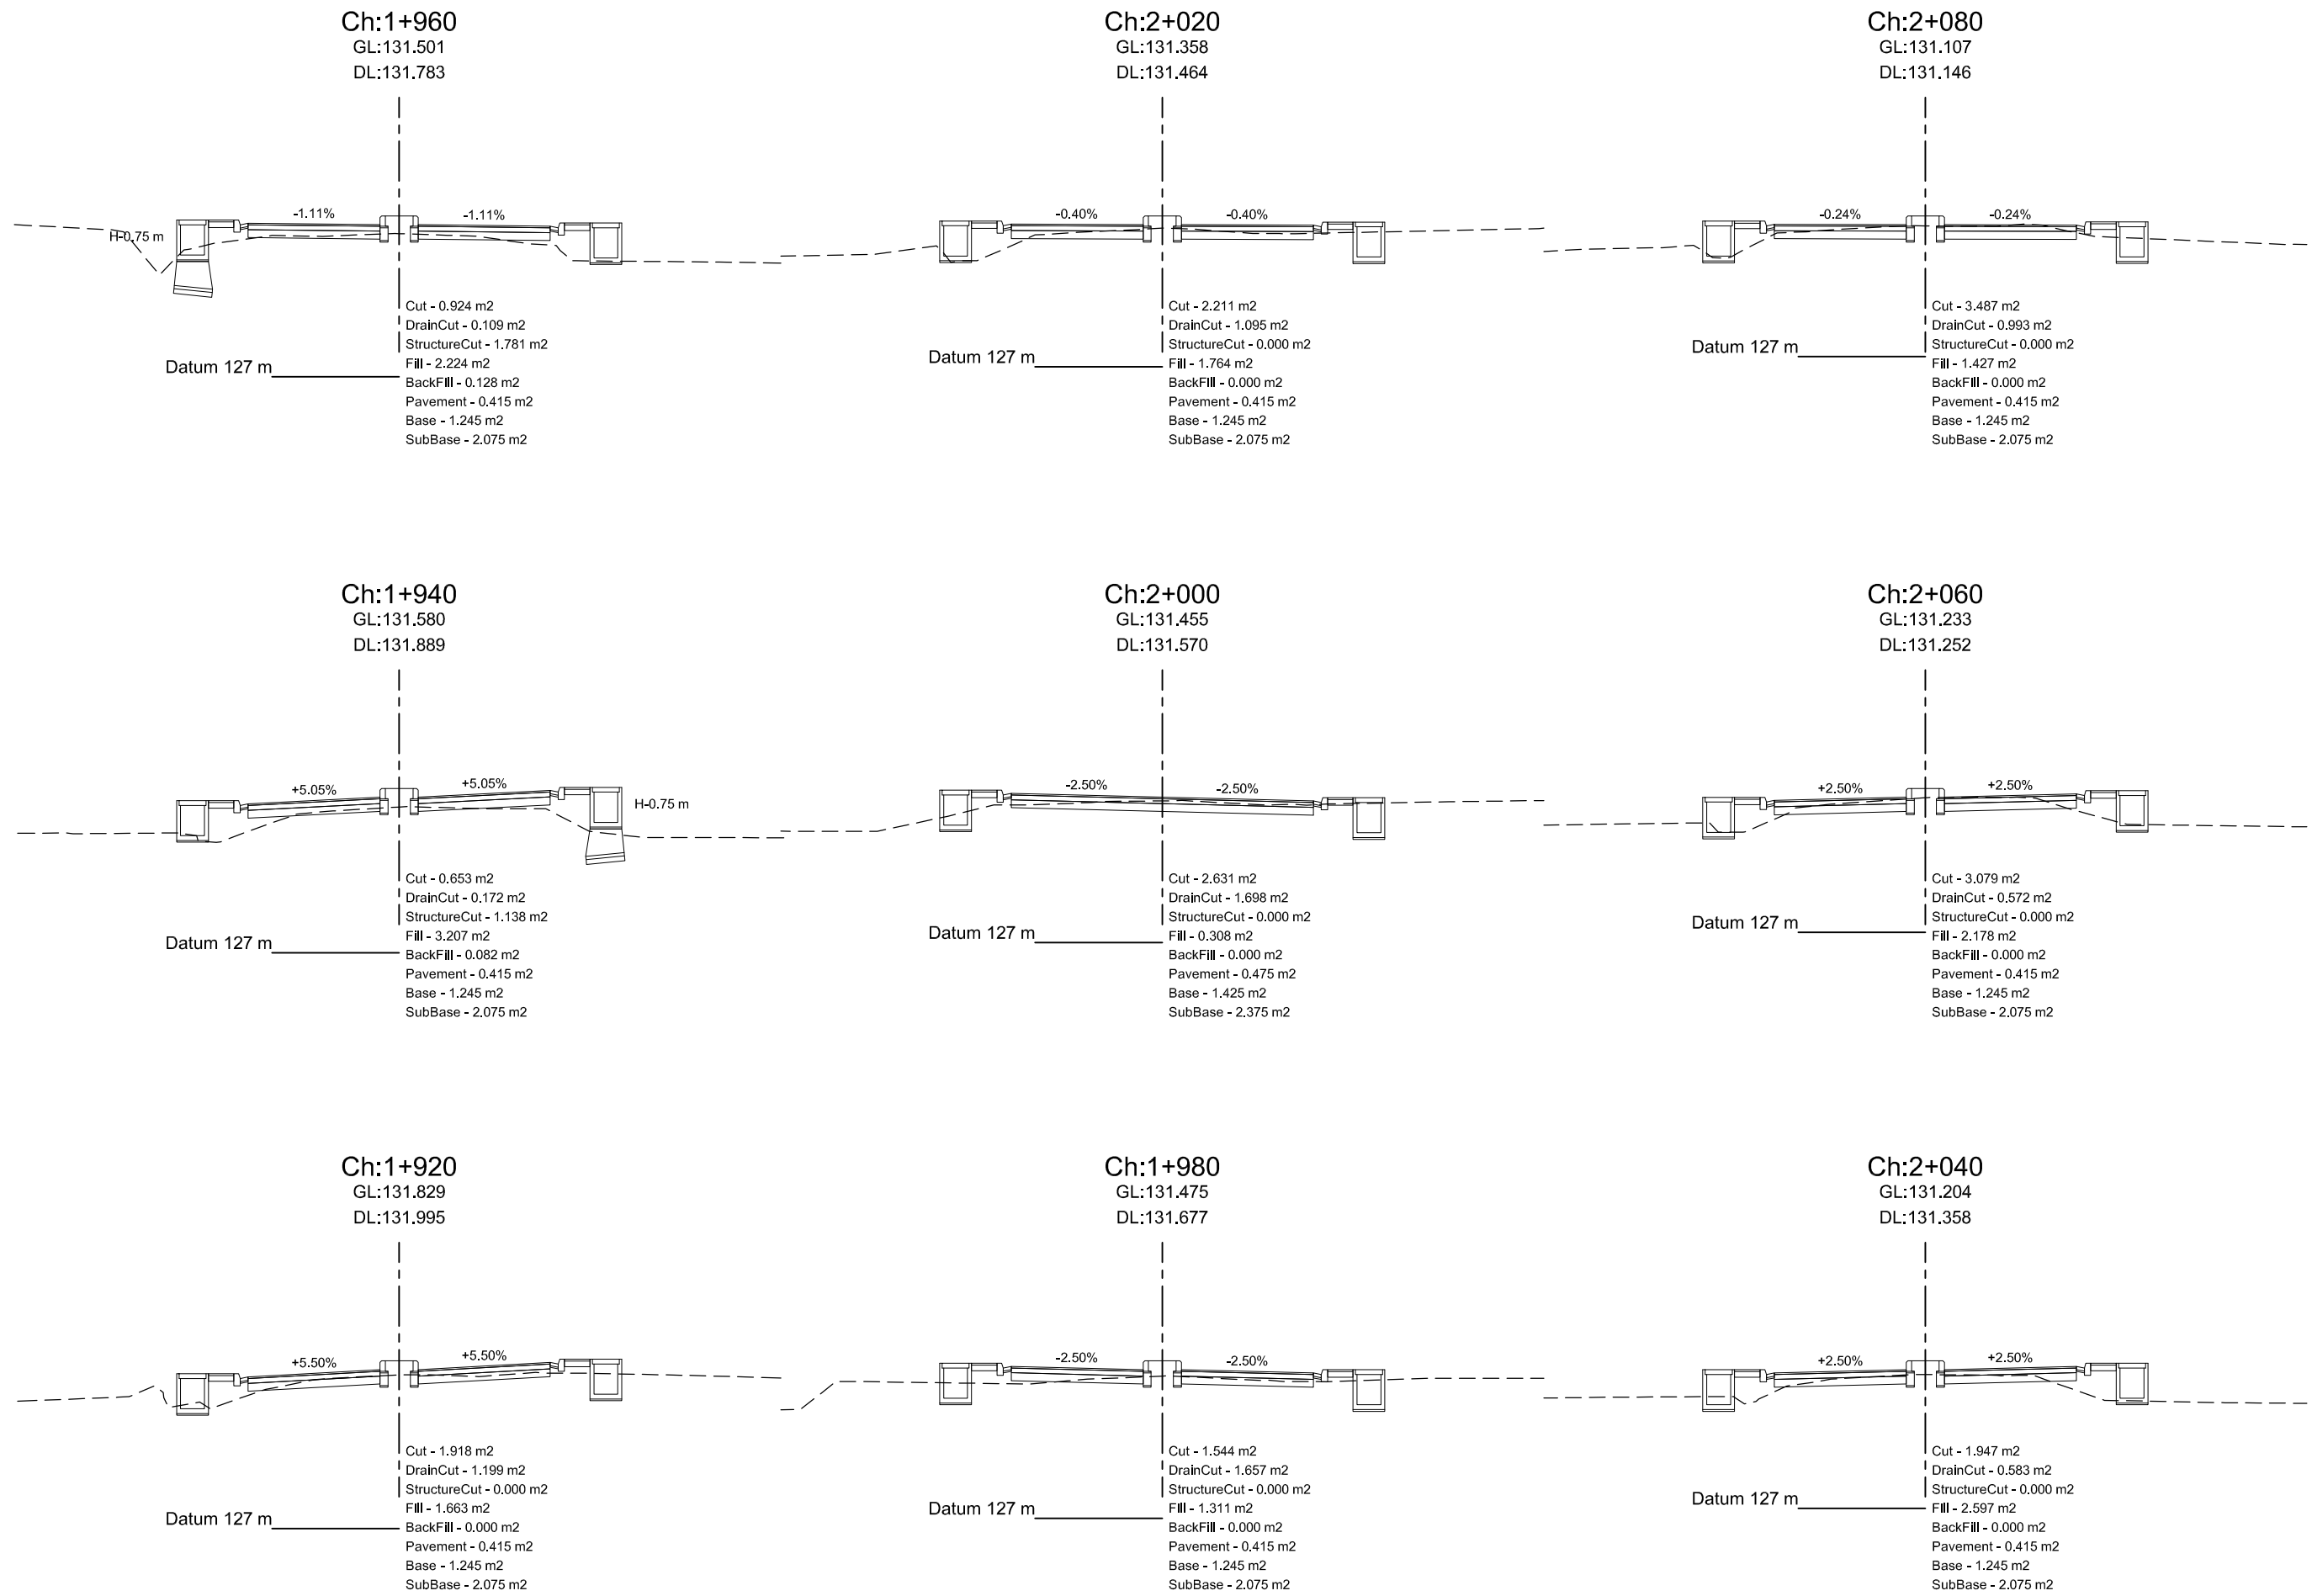 Ch:1+960
GL:131.501
DL:131.783
-1.11%
-1.11%
H-0.75 m
Cut - 0.924 m2
DrainCut - 0.109 m2
StructureCut - 1.781 m2
Fill - 2.224 m2
BackFill - 0.128 m2
Pavement - 0.415 m2
Base - 1.245 m2
SubBase - 2.075 m2
Datum 127 m
Ch:2+020
GL:131.358
DL:131.464
-0.40%
-0.40%
Cut - 2.211 m2
DrainCut - 1.095 m2
StructureCut - 0.000 m2
Fill - 1.764 m2
BackFill - 0.000 m2
Pavement - 0.415 m2
Base - 1.245 m2
SubBase - 2.075 m2
Datum 127 m
Ch:2+080
GL:131.107
DL:131.146
-0.24%
-0.24%
Cut - 3.487 m2
DrainCut - 0.993 m2
StructureCut - 0.000 m2
Fill - 1.427 m2
BackFill - 0.000 m2
Pavement - 0.415 m2
Base - 1.245 m2
SubBase - 2.075 m2
Datum 127 m
Ch:1+940
GL:131.580
DL:131.889
+5.05%
+5.05%
H-0.75 m
Cut - 0.653 m2
DrainCut - 0.172 m2
StructureCut - 1.138 m2
Fill - 3.207 m2
BackFill - 0.082 m2
Pavement - 0.415 m2
Base - 1.245 m2
SubBase - 2.075 m2
Datum 127 m
Ch:2+000
GL:131.455
DL:131.570
-2.50%
-2.50%
Cut - 2.631 m2
DrainCut - 1.698 m2
StructureCut - 0.000 m2
Fill - 0.308 m2
BackFill - 0.000 m2
Pavement - 0.475 m2
Base - 1.425 m2
SubBase - 2.375 m2
Datum 127 m
Ch:2+060
GL:131.233
DL:131.252
+2.50%
+2.50%
Cut - 3.079 m2
DrainCut - 0.572 m2
StructureCut - 0.000 m2
Fill - 2.178 m2
BackFill - 0.000 m2
Pavement - 0.415 m2
Base - 1.245 m2
SubBase - 2.075 m2
Datum 127 m
Ch:1+920
GL:131.829
DL:131.995
+5.50%
+5.50%
Cut - 1.918 m2
DrainCut - 1.199 m2
StructureCut - 0.000 m2
Fill - 1.663 m2
BackFill - 0.000 m2
Pavement - 0.415 m2
Base - 1.245 m2
SubBase - 2.075 m2
Datum 127 m
Ch:1+980
GL:131.475
DL:131.677
-2.50%
-2.50%
Cut - 1.544 m2
DrainCut - 1.657 m2
StructureCut - 0.000 m2
Fill - 1.311 m2
BackFill - 0.000 m2
Pavement - 0.415 m2
Base - 1.245 m2
SubBase - 2.075 m2
Datum 127 m
Ch:2+040
GL:131.204
DL:131.358
+2.50%
+2.50%
Cut - 1.947 m2
DrainCut - 0.583 m2
StructureCut - 0.000 m2
Fill - 2.597 m2
BackFill - 0.000 m2
Pavement - 0.415 m2
Base - 1.245 m2
SubBase - 2.075 m2
Datum 127 m